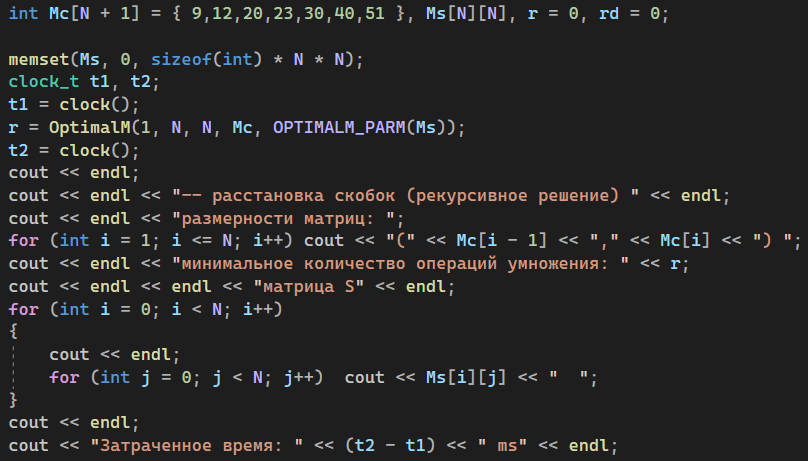 int Mc[N + 1] = { 9,12,20,23,30,40,51 }, Ms[N][N], r = 0, rd = 0;

memset(Ms, 0, sizeof(int) * N * N);
clock_t t1, t2;
t1 = clock();
r = OptimalM(1, N, N, Mc, OPTIMALM_PARM(Ms));
t2 = clock();
cout << endl;
cout << endl << "-- расстановка скобок (рекурсивное решение) " << endl;
cout << endl << "размерности матриц: ";
for (int i = 1; i <= N; i++) cout << "(" << Mc[i - 1] << "," << Mc[i] << ") ";
cout << endl << "минимальное количество операций умножения: " << r;
cout << endl << endl << "матрица S" << endl;
for (int i = 0; i < N; i++)
{
    cout << endl;
    for (int j = 0; j < N; j++)  cout << Ms[i][j] << "  ";
}
cout << endl;
cout << "Затраченное время: " << (t2 - t1) << " ms" << endl;